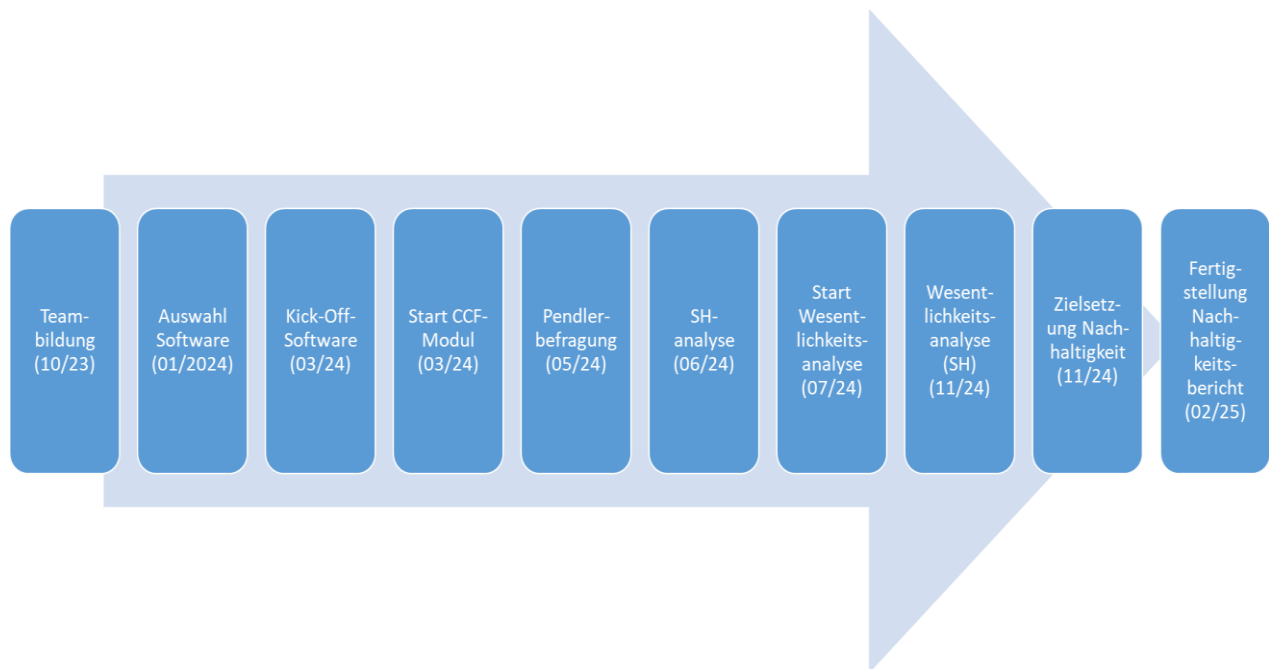 Team-
bildung
(10/23)
Auswahl
Software
(01/2024)
Kick-Off-
Software
(03/24)
Start CCF-
Modul
(03/24)
Pendler-
befragung
(05/24)
SH-
analyse
(06/24)
Start
Wesent-
lichkeits-
analyse
(07/24)
Wesent-
lichkeits-
analyse
(SH)
(11/24)
Zielsetz-
ung Nach-
haltigkeit
(11/24)
Fertig-
stellung
Nach-
haltig-
keits-
bericht
(02/25)